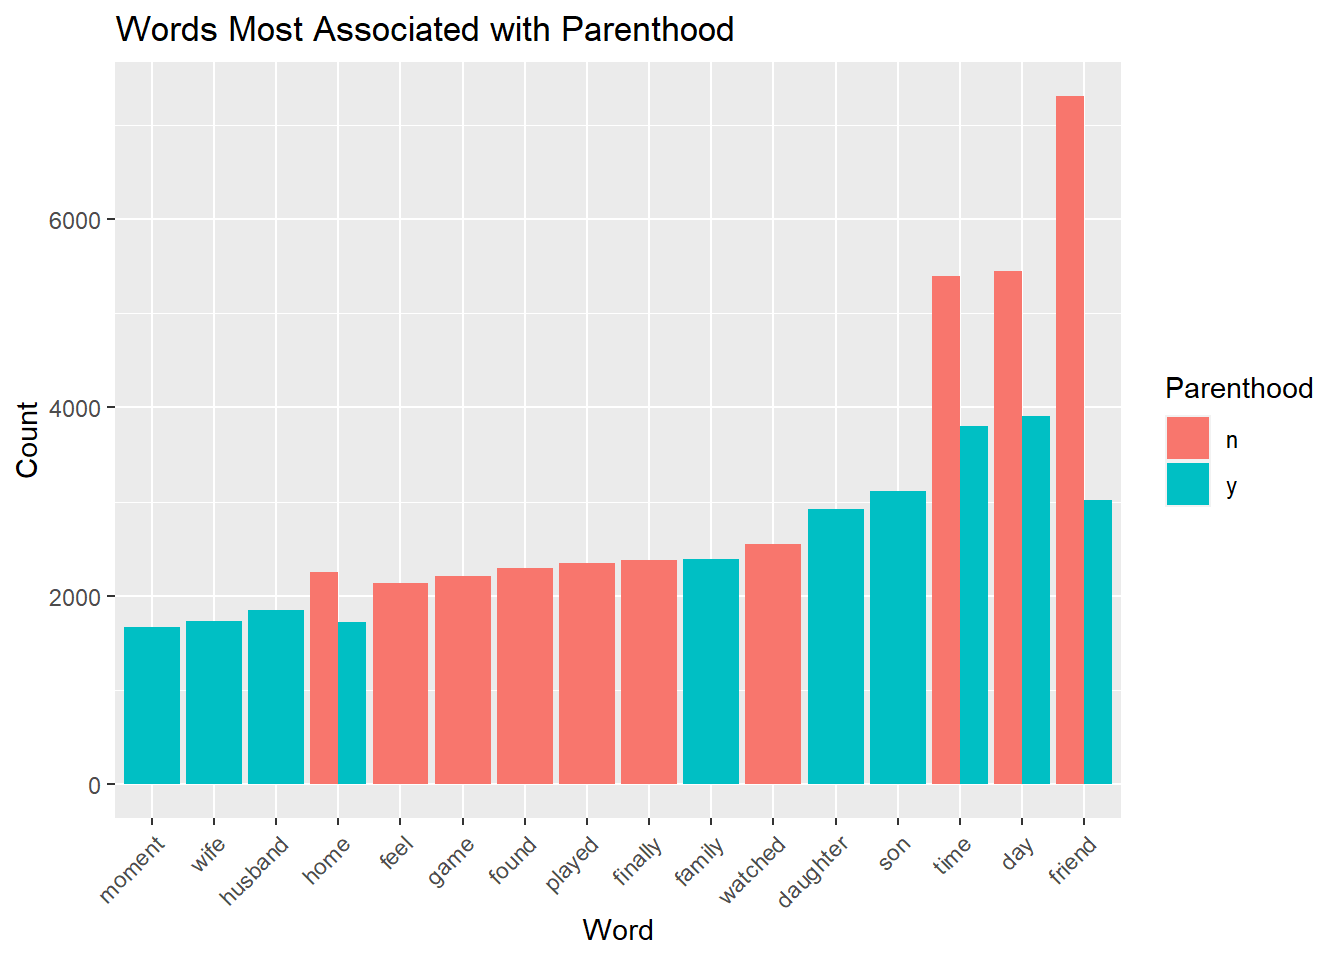 Words Most Associated with Parenthood
6000
4000
2000
0
Count
moment
wife
husband
home
feel
game
found
played
finally
family
watched
daughter
son
time
day
friend
Word
Parenthood
n
y